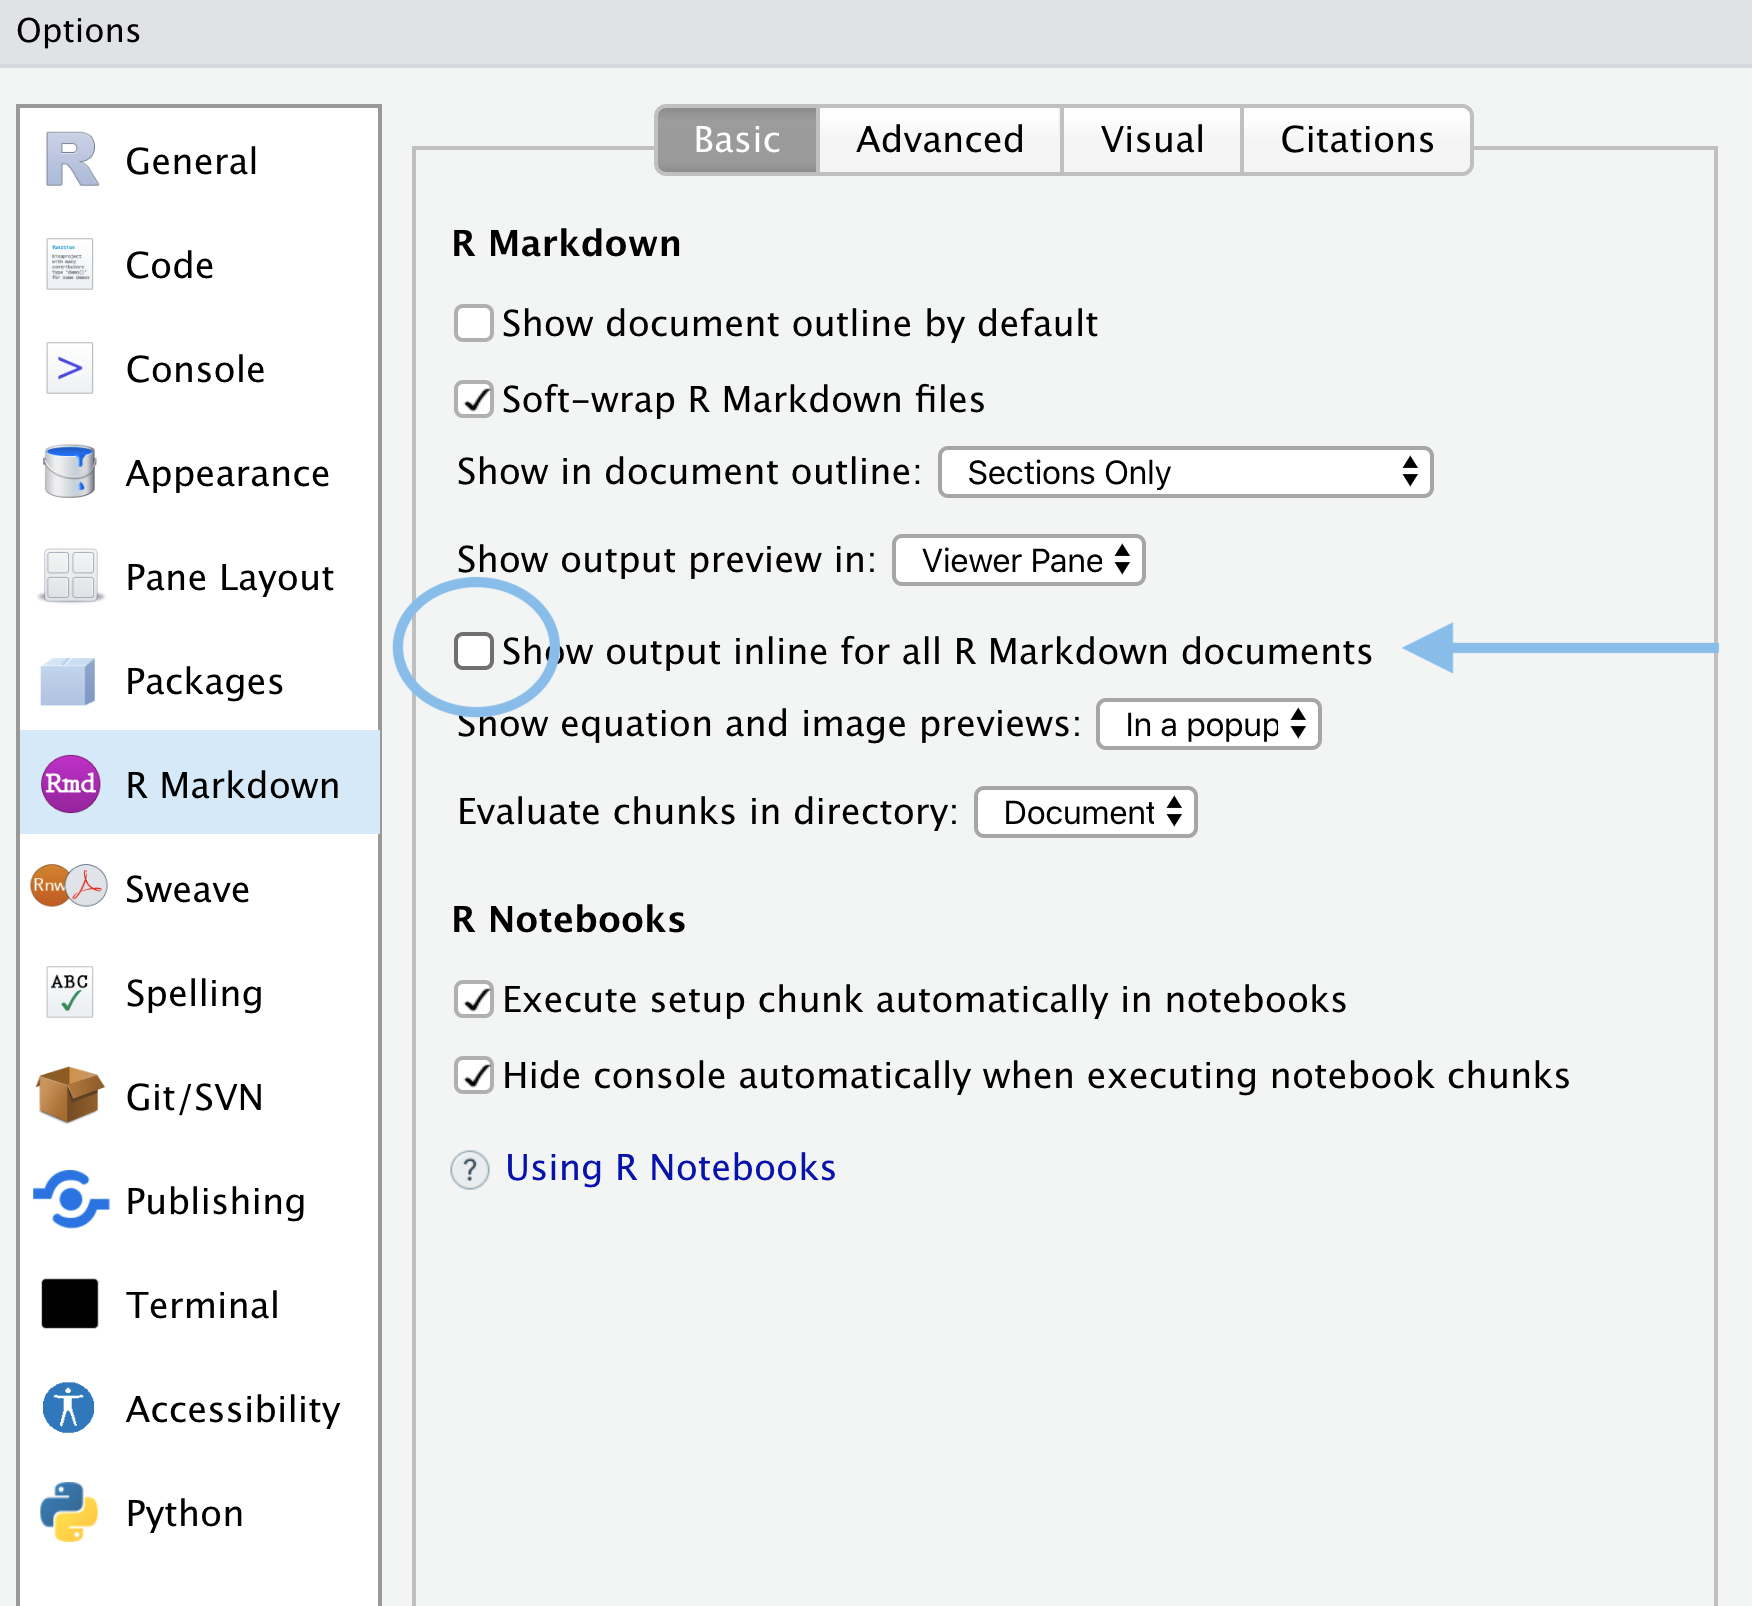 Options
General
Code
Console
Appearance
Pane Layout
Packages
Rmd R Markdown
Rnw Sweave
ABC Spelling
Git/SVN
Publishing
Terminal
Accessibility
Python
Basic Advanced Visual Citations
R Markdown
Show document outline by default
Soft-wrap R Markdown files
Show in document outline: Sections Only
Show output preview in: Viewer Pane
Show output inline for all R Markdown documents
Show equation and image previews: In a popup
Evaluate chunks in directory: Document
R Notebooks
Execute setup chunk automatically in notebooks
Hide console automatically when executing notebook chunks
? Using R Notebooks